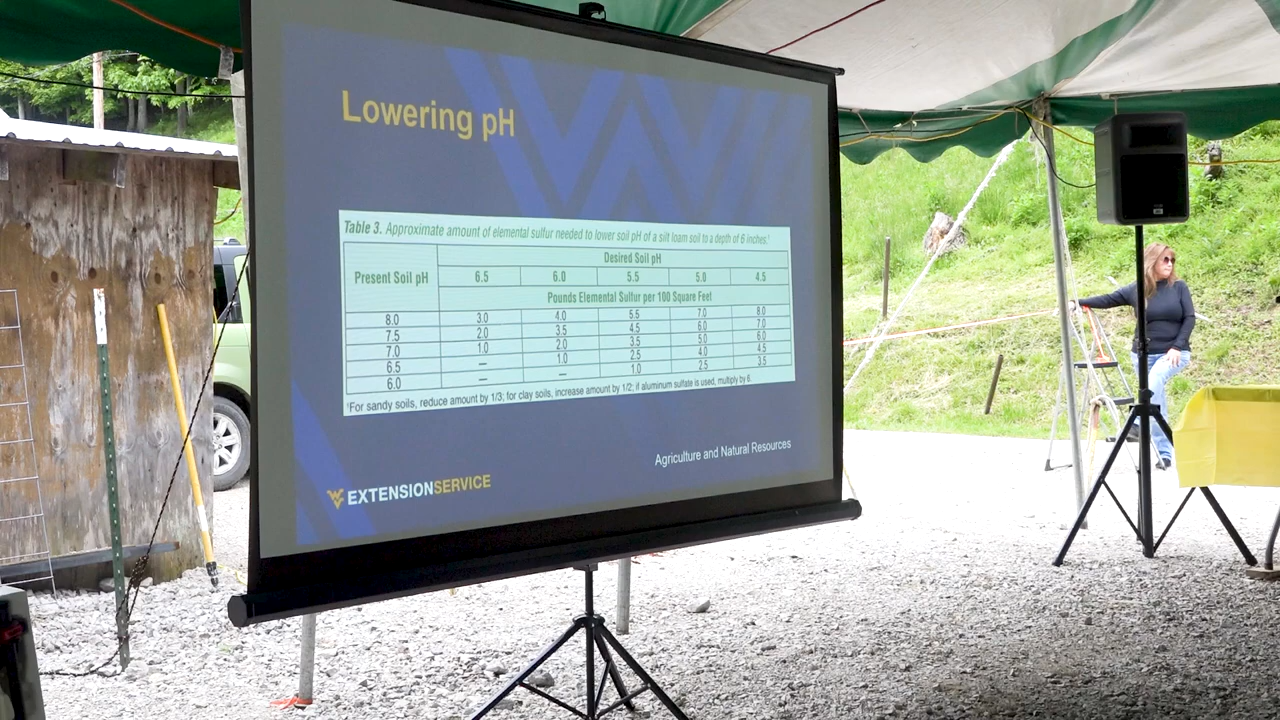 Lowering pH
Table 3. Approximate amount of elemental sulfur needed to lower soil pH of a silt loam soil to a depth of 6 inches.¹
Present Soil pH
Desired Soil pH
6.5 6.0 5.5 5.0 4.5
Pounds Elemental Sulfur per 100 Square Feet
8.0 3.0 4.0 5.5 7.0 8.0
7.5 2.0 3.5 4.5 6.0 7.0
7.0 1.0 2.0 3.5 5.0 6.0
6.5 – 1.0 2.5 4.0 4.5
6.0 – – 1.0 2.5 3.5
¹For sandy soils, reduce amount by 1/3; for clay soils, increase amount by 1/2; if aluminum sulfate is used, multiply by 6.
Agriculture and Natural Resources
EXTENSIONSERVICE